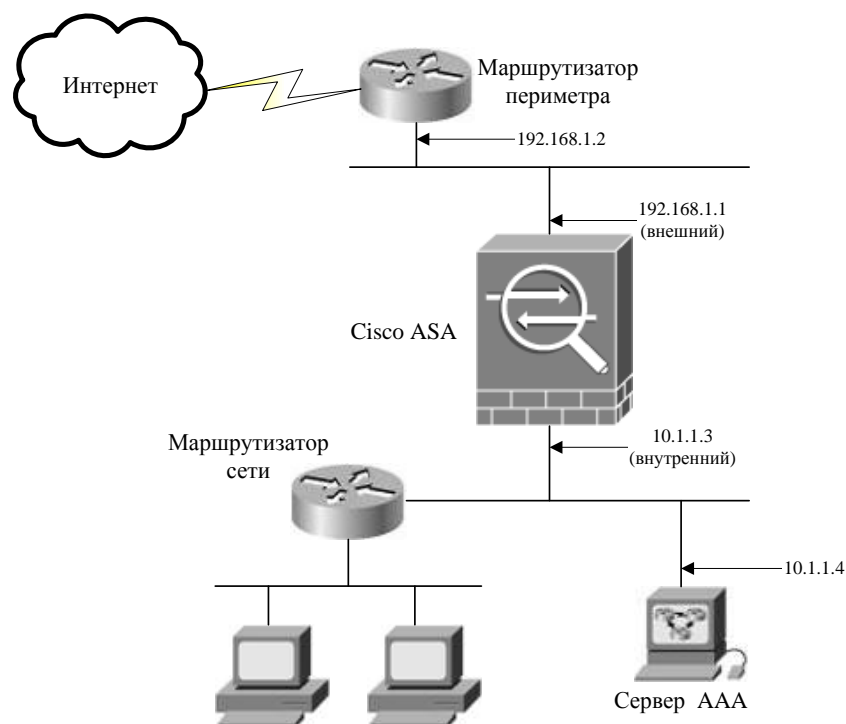 Интернет
Маршрутизатор
периметра
192.168.1.2
192.168.1.1
(внешний)
Cisco ASA
Маршрутизатор
сети
10.1.1.3
(внутренний)
10.1.1.4
Сервер AAA